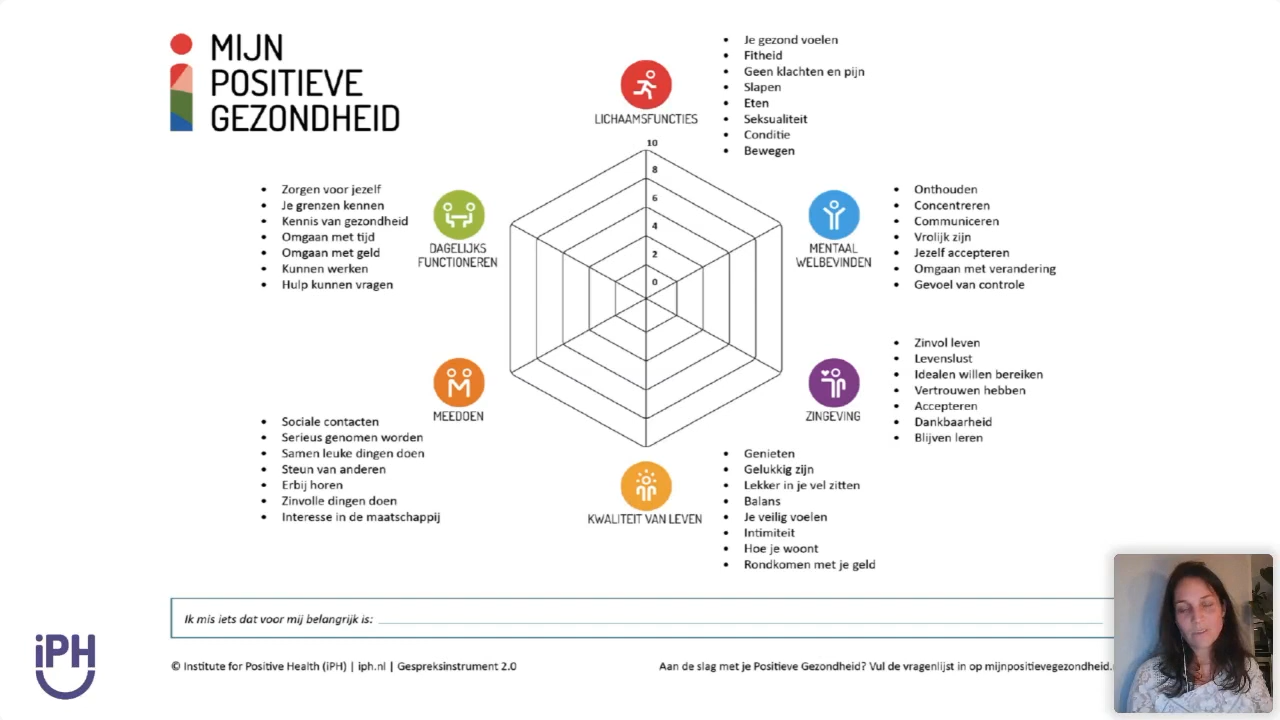 MIJN
POSITIEVE
GEZONDHEID
LICHAAMSFUNCTIES
• Je gezond voelen
• Fitheid
• Geen klachten en pijn
• Slapen
• Eten
• Seksualiteit
• Conditie
• Bewegen
10
8
6
4
2
0
• Zorgen voor jezelf
• Je grenzen kennen
• Kennis van gezondheid
• Omgaan met tijd
• Omgaan met geld
• Kunnen werken
• Hulp kunnen vragen
DAGELIJKS
FUNCTIONEREN
MENTAAL
WELBEVINDEN
• Onthouden
• Concentreren
• Communiceren
• Vrolijk zijn
• Jezelf accepteren
• Omgaan met verandering
• Gevoel van controle
MEEDOEN
• Sociale contacten
• Serieus genomen worden
• Samen leuke dingen doen
• Steun van anderen
• Erbij horen
• Zinvolle dingen doen
• Interesse in de maatschappij
ZINGEVING
• Zinvol leven
• Levenslust
• Idealen willen bereiken
• Vertrouwen hebben
• Accepteren
• Dankbaarheid
• Blijven leren
KWALITEIT VAN LEVEN
• Genieten
• Gelukkig zijn
• Lekker in je vel zitten
• Balans
• Je veilig voelen
• Intimiteit
• Hoe je woont
• Rondkomen met je geld
Ik mis iets dat voor mij belangrijk is:
iPH
© Institute for Positive Health (iPH) | iph.nl | Gespreksinstrument 2.0
Aan de slag met je Positieve Gezondheid? Vul de vragenlijst in op mijnpositievegezondheid.